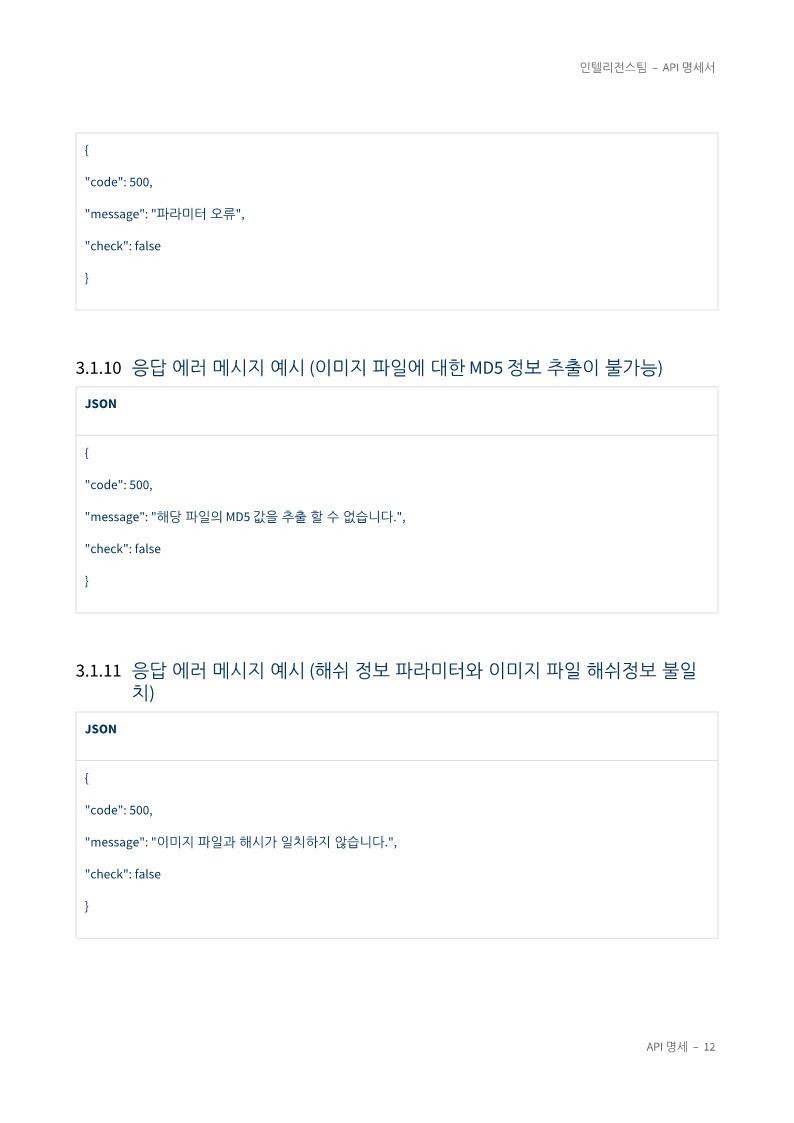 인텔리전스팀 – API 명세서
{
"code": 500,
"message": "파라미터 오류",
"check": false
}
3.1.10 응답 에러 메시지 예시 (이미지 파일에 대한 MD5 정보 추출이 불가능)
JSON
{
"code": 500,
"message": "해당 파일의 MD5 값을 추출 할 수 없습니다.",
"check": false
}
3.1.11 응답 에러 메시지 예시 (해쉬 정보 파라미터와 이미지 파일 해쉬정보 불일
치)
JSON
{
"code": 500,
"message": "이미지 파일과 해시가 일치하지 않습니다.",
"check": false
}
API 명세 – 12